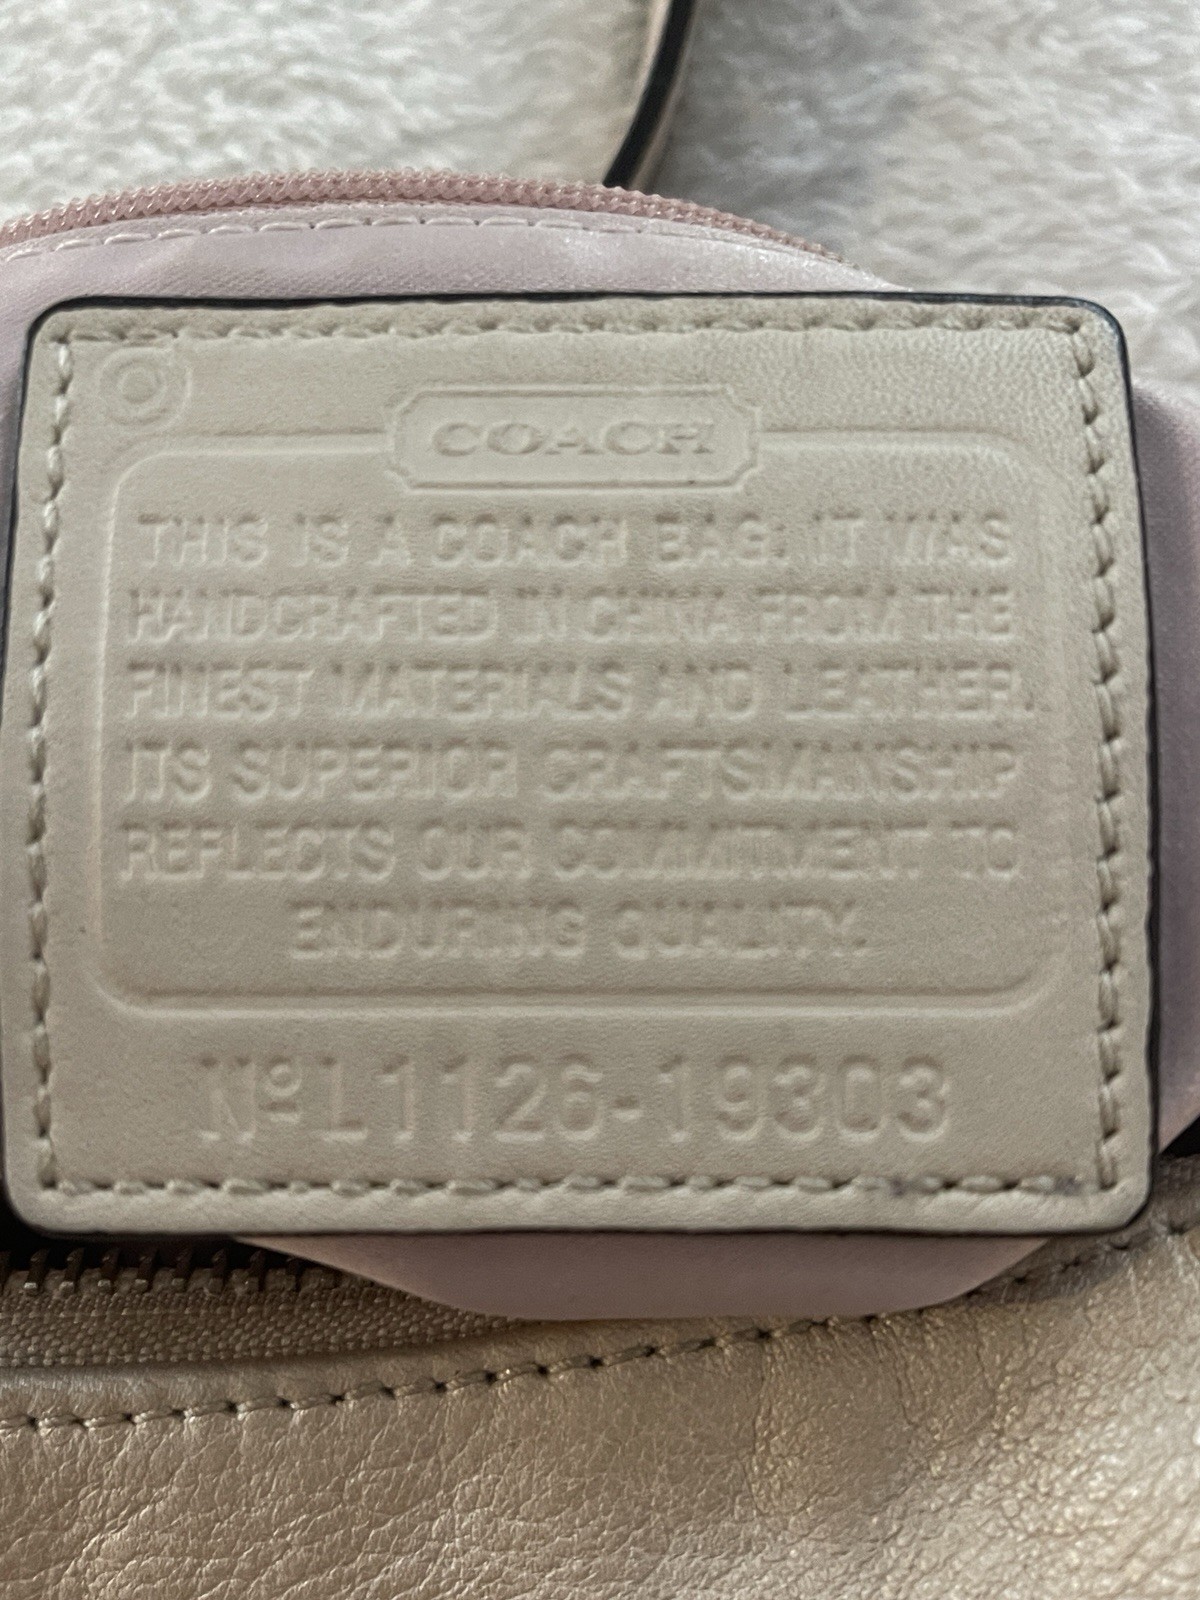 COACH
THIS IS A COACH BAG. IT WAS
HANDCRAFTED IN CHINA FROM THE
FINEST MATERIALS AND LEATHER.
ITS SUPERIOR CRAFTSMANSHIP
REFLECTS OUR COMMITMENT TO
ENDURING QUALITY.
Nº L1126-19303